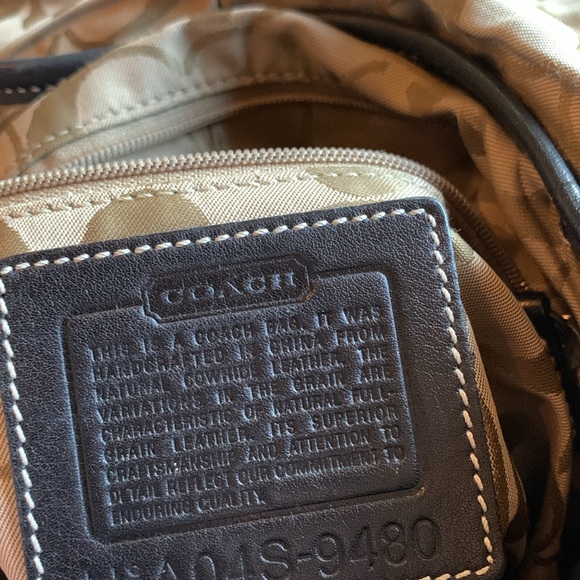 COACH
THIS IS A COACH BAG. IT WAS
HANDCRAFTED IN CHINA FROM
NATURAL COWHIDE LEATHER. THE
VARIATIONS IN THE GRAIN ARE
CHARACTERISTIC OF NATURAL FULL-
GRAIN LEATHER. ITS SUPERIOR
CRAFTSMANSHIP AND ATTENTION TO
DETAIL REFLECT OUR COMMITMENT TO
ENDURING QUALITY.
A04S-9480